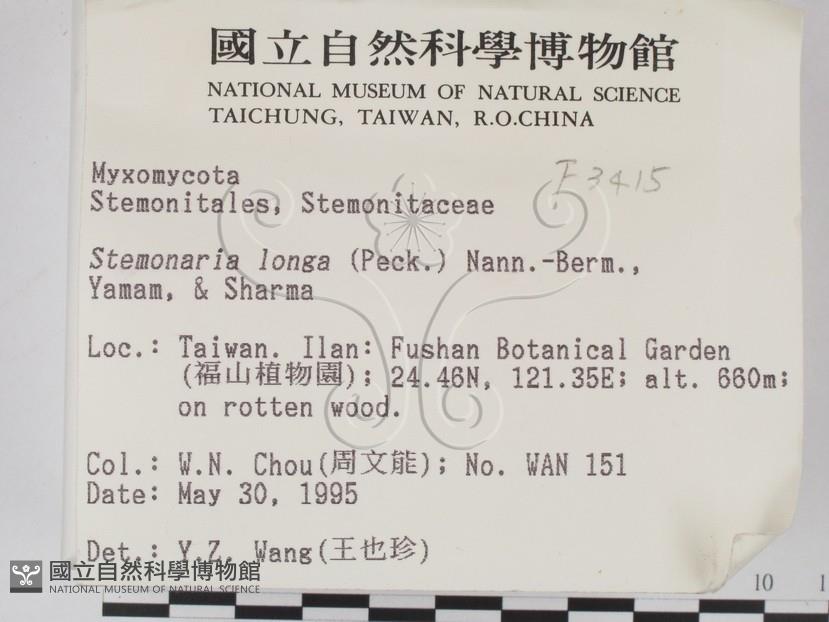 國立自然科學博物館
NATIONAL MUSEUM OF NATURAL SCIENCE
TAICHUNG, TAIWAN, R.O.CHINA
F3415
Myxomycota
Stemonitales, Stemonitaceae
Stemonaria longa (Peck.) Nann.-Berm.,
Yamam, & Sharma
Loc.: Taiwan. Ilan: Fushan Botanical Garden
(福山植物園); 24.46N, 121.35E; alt. 660m;
on rotten wood.
Col.: W.N. Chou(周文能); No. WAN 151
Date: May 30, 1995
Det.: Y.Z. Wang(王也珍)
國立自然科學博物館
NATIONAL MUSEUM OF NATURAL SCIENCE
10